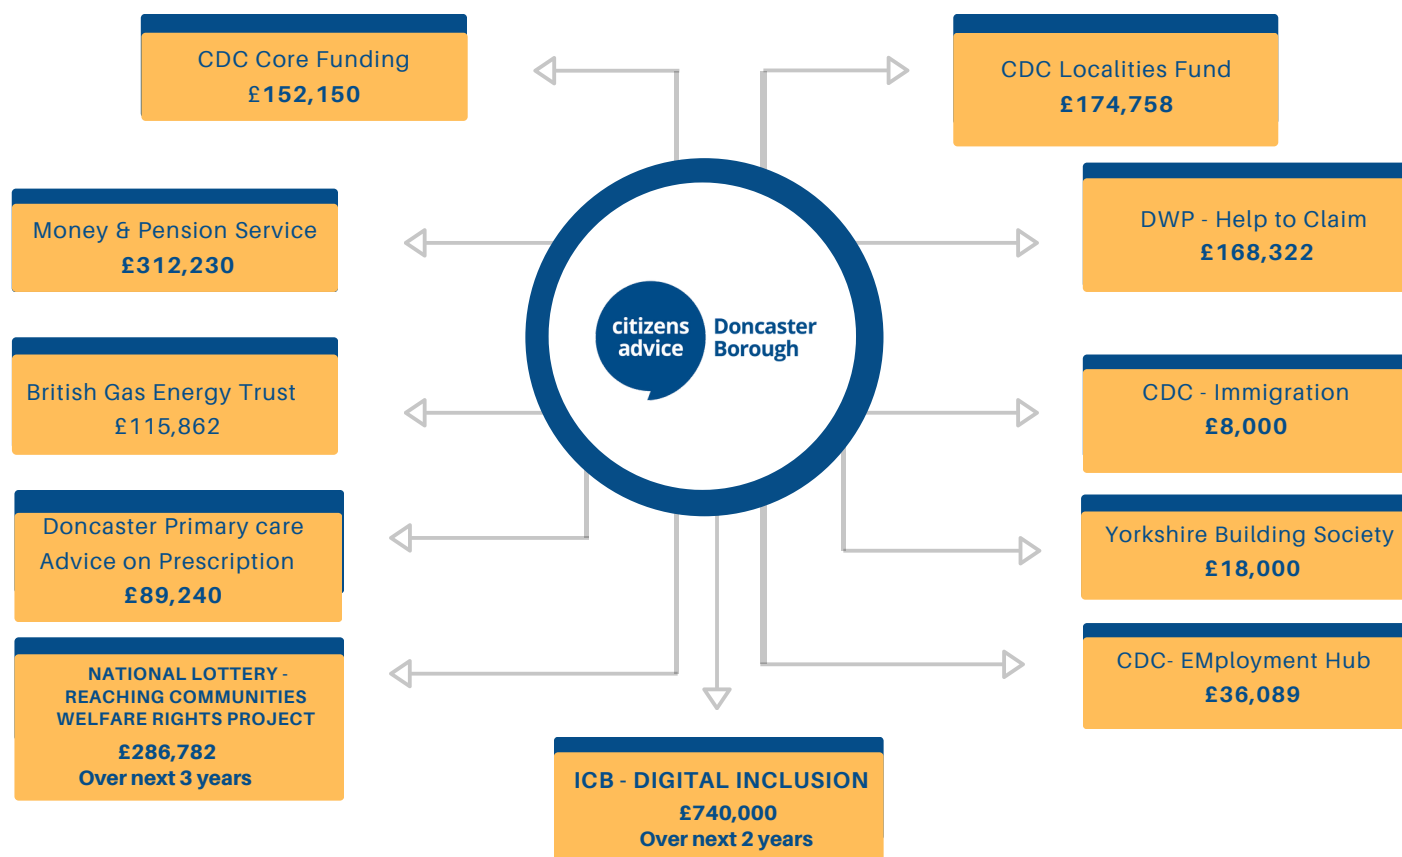 CDC Core Funding
£152,150
CDC Localities Fund
£174,758
Money & Pension Service
£312,230
DWP - Help to Claim
£168,322
citizens
advice
Doncaster
Borough
British Gas Energy Trust
£115,862
CDC - Immigration
£8,000
Doncaster Primary care
Advice on Prescription
£89,240
Yorkshire Building Society
£18,000
NATIONAL LOTTERY -
REACHING COMMUNITIES
WELFARE RIGHTS PROJECT
£286,782
Over next 3 years
CDC- EMployment Hub
£36,089
ICB - DIGITAL INCLUSION
£740,000
Over next 2 years